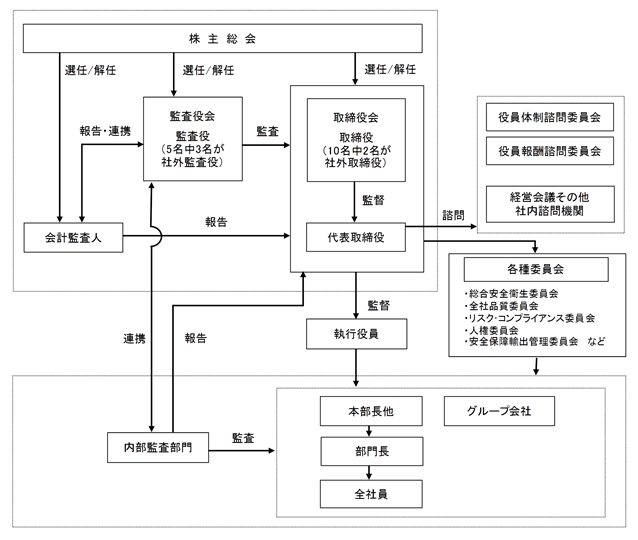 株主総会
選任/解任
選任/解任
選任/解任
監査役会
監査役
(5名中3名が
社外監査役)
監査
取締役会
取締役
(10名中2名が
社外取締役)
報告・連携
監督
役員体制諮問委員会
役員報酬諮問委員会
経営会議その他
社内諮問機関
諮問
会計監査人
報告
代表取締役
各種委員会
・総合安全衛生委員会
・全社品質委員会
・リスク・コンプライアンス委員会
・人権委員会
・安全保障輸出管理委員会 など
監督
連携
報告
執行役員
本部長他
グループ会社
内部監査部門
監査
部門長
全社員